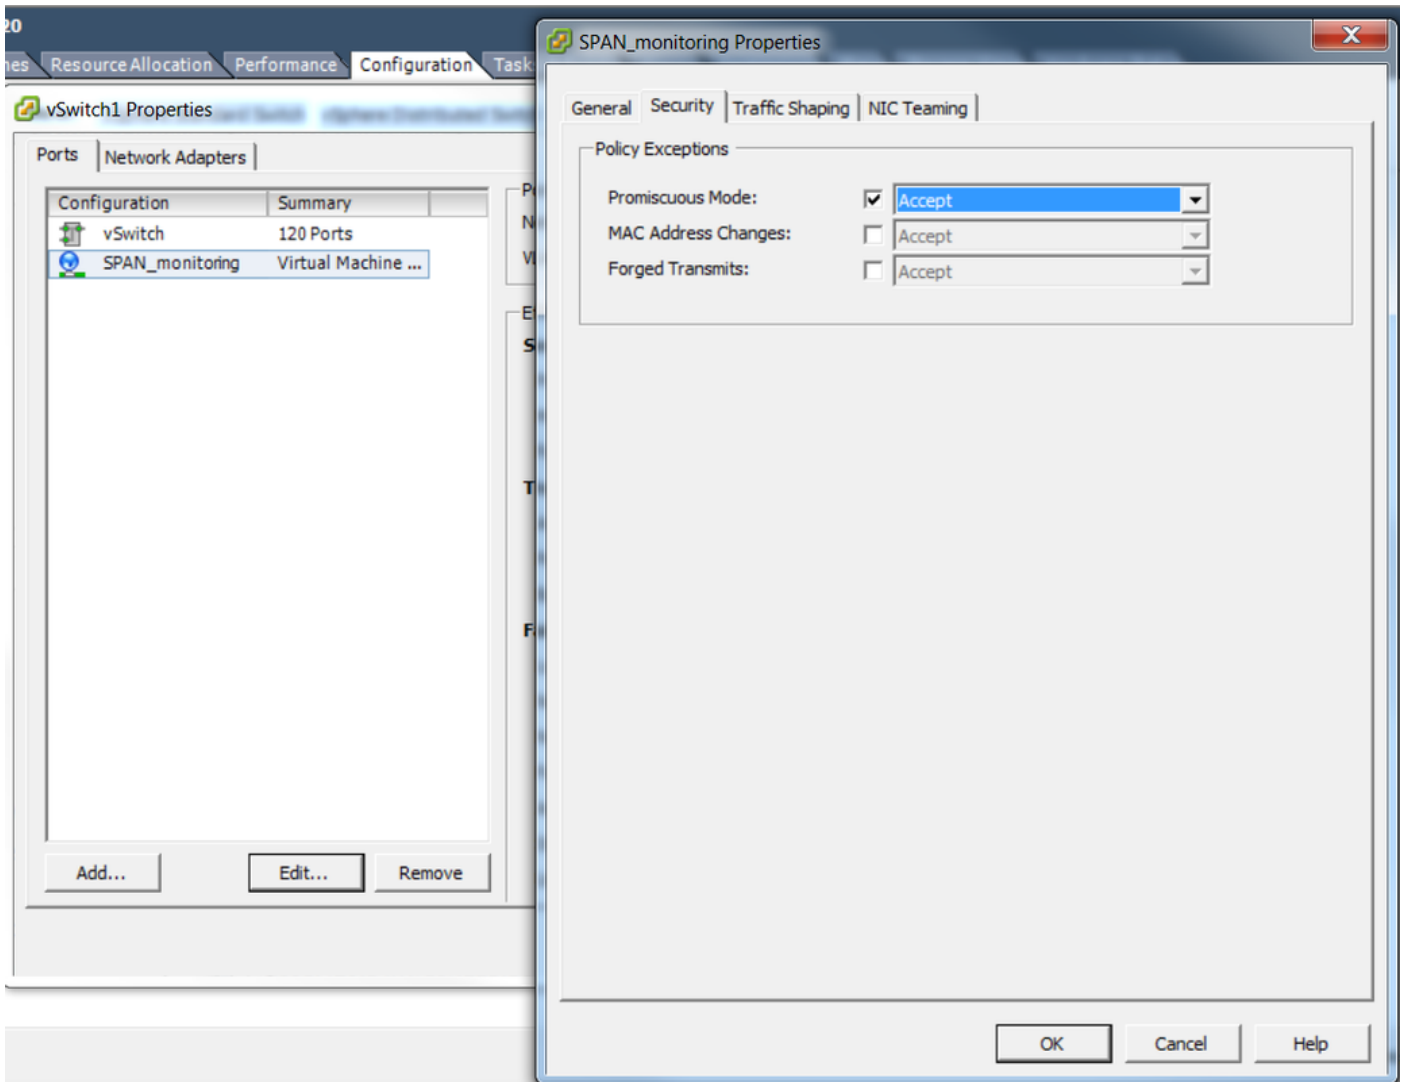 20
nes Resource Allocation Performance Configuration Task
vSwitch1 Properties
Ports Network Adapters
Configuration Summary
vSwitch 120 Ports
SPAN_monitoring Virtual Machine ...
Add... Edit... Remove
SPAN_monitoring Properties
General Security Traffic Shaping NIC Teaming
Policy Exceptions
Promiscuous Mode: Accept
MAC Address Changes: Accept
Forged Transmits: Accept
OK Cancel Help